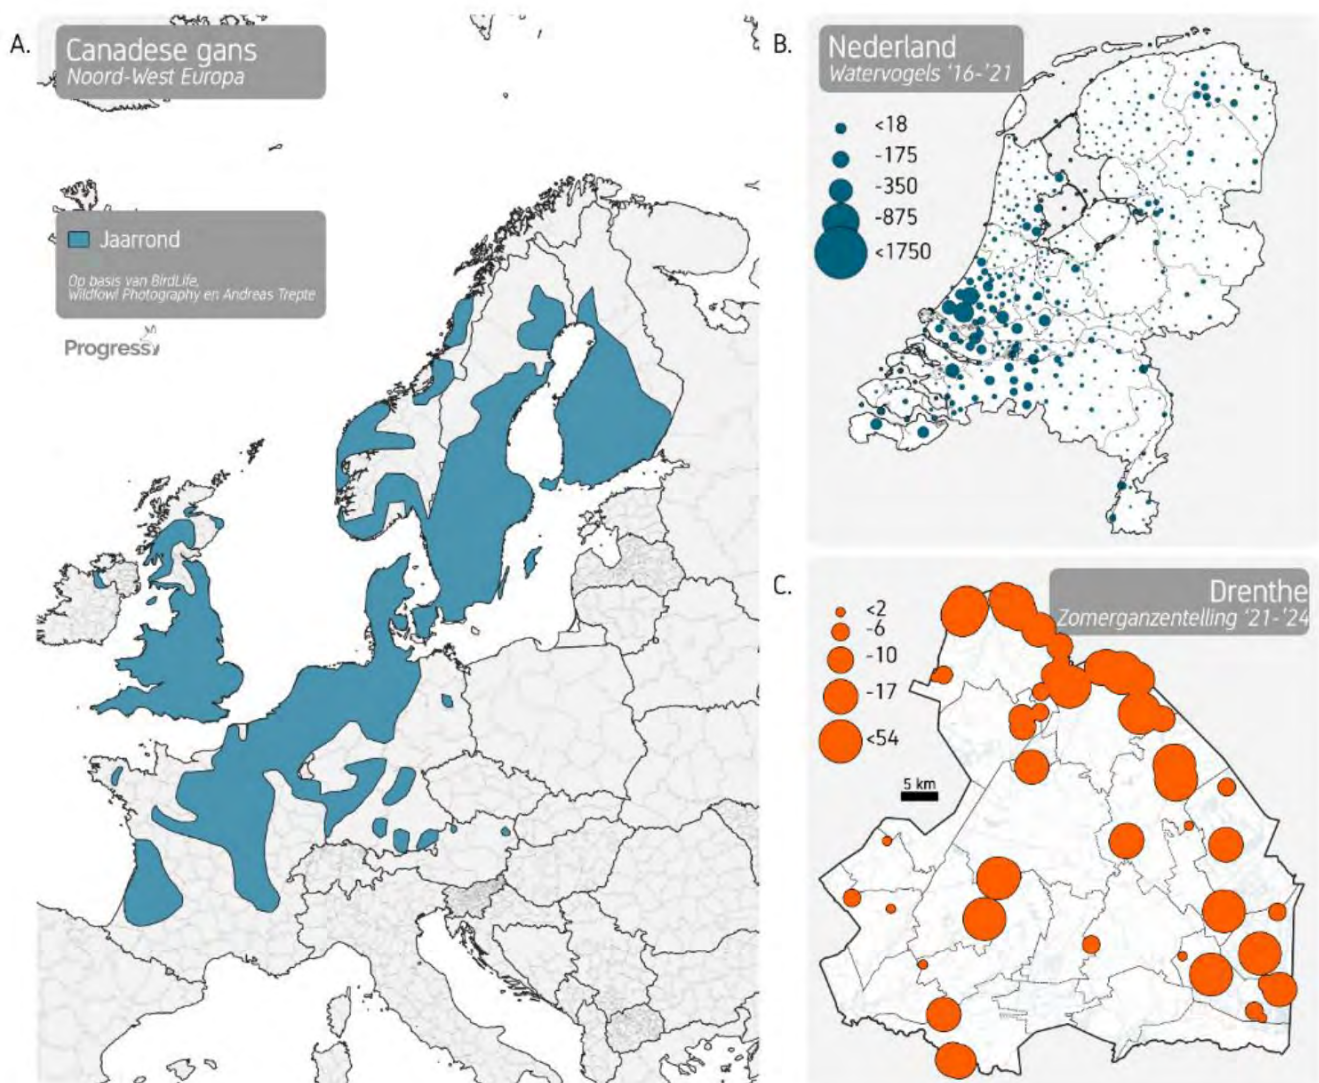 A.
Canadese gans
Noord-West Europa
Jaarrond
Op basis van BirdLife,
wildfowl Photography en Andreas Trepte
Progress
B.
Nederland
Watervogels '16-'21
<18
-175
-350
-875
<1750
C.
Drenthe
Zomerganzentelling '21-'24
<2
-6
-10
-17
<54
5 km